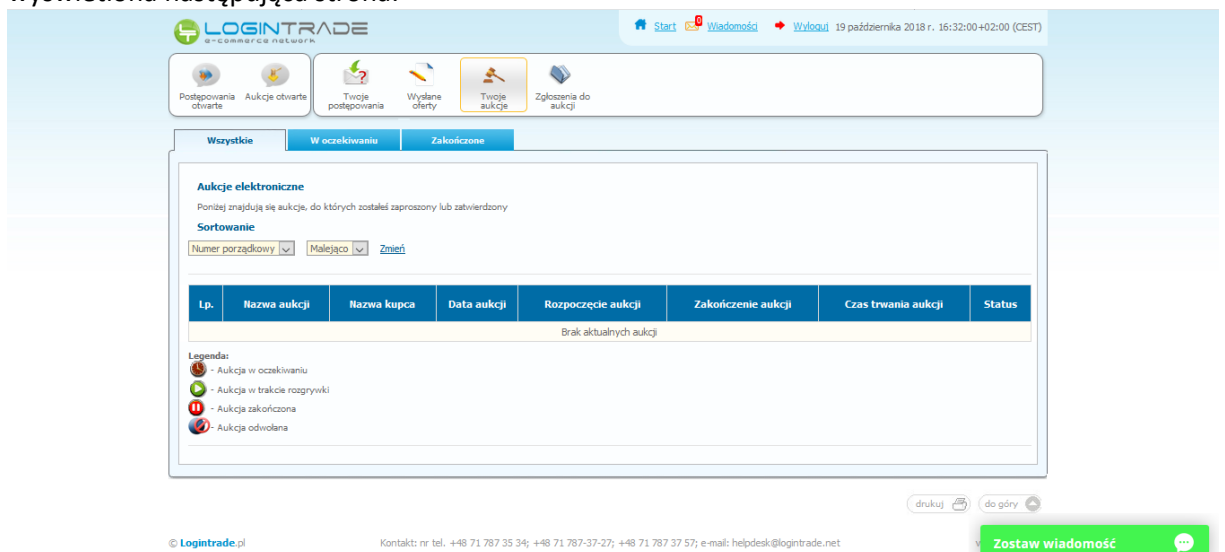 LOGINTRADE
e-commerce network
Start 0 Wiadomości Wyloguj 19 października 2018 r. 16:32:00+02:00 (CEST)
Postępowania otwarte
Aukcje otwarte
Twoje postępowania
Wysłane oferty
Twoje aukcje
Zgłoszenia do aukcji
Wszystkie W oczekiwaniu Zakończone
Aukcje elektroniczne
Poniżej znajdują się aukcje, do których zostałeś zaproszony lub zatwierdzony
Sortowanie
Numer porządkowy Malejąco Zmień
Lp. Nazwa aukcji Nazwa kupca Data aukcji Rozpoczęcie aukcji Zakończenie aukcji Czas trwania aukcji Status
Brak aktualnych aukcji
Legenda:
- Aukcja w oczekiwaniu
- Aukcja w trakcie rozgrywki
- Aukcja zakończona
- Aukcja odwołana
drukuj do góry
© Logintrade.pl Kontakt: nr tel. +48 71 787 35 34; +48 71 787-37-27; +48 71 787 37 57; e-mail: helpdesk@logintrade.net
Zostaw wiadomość